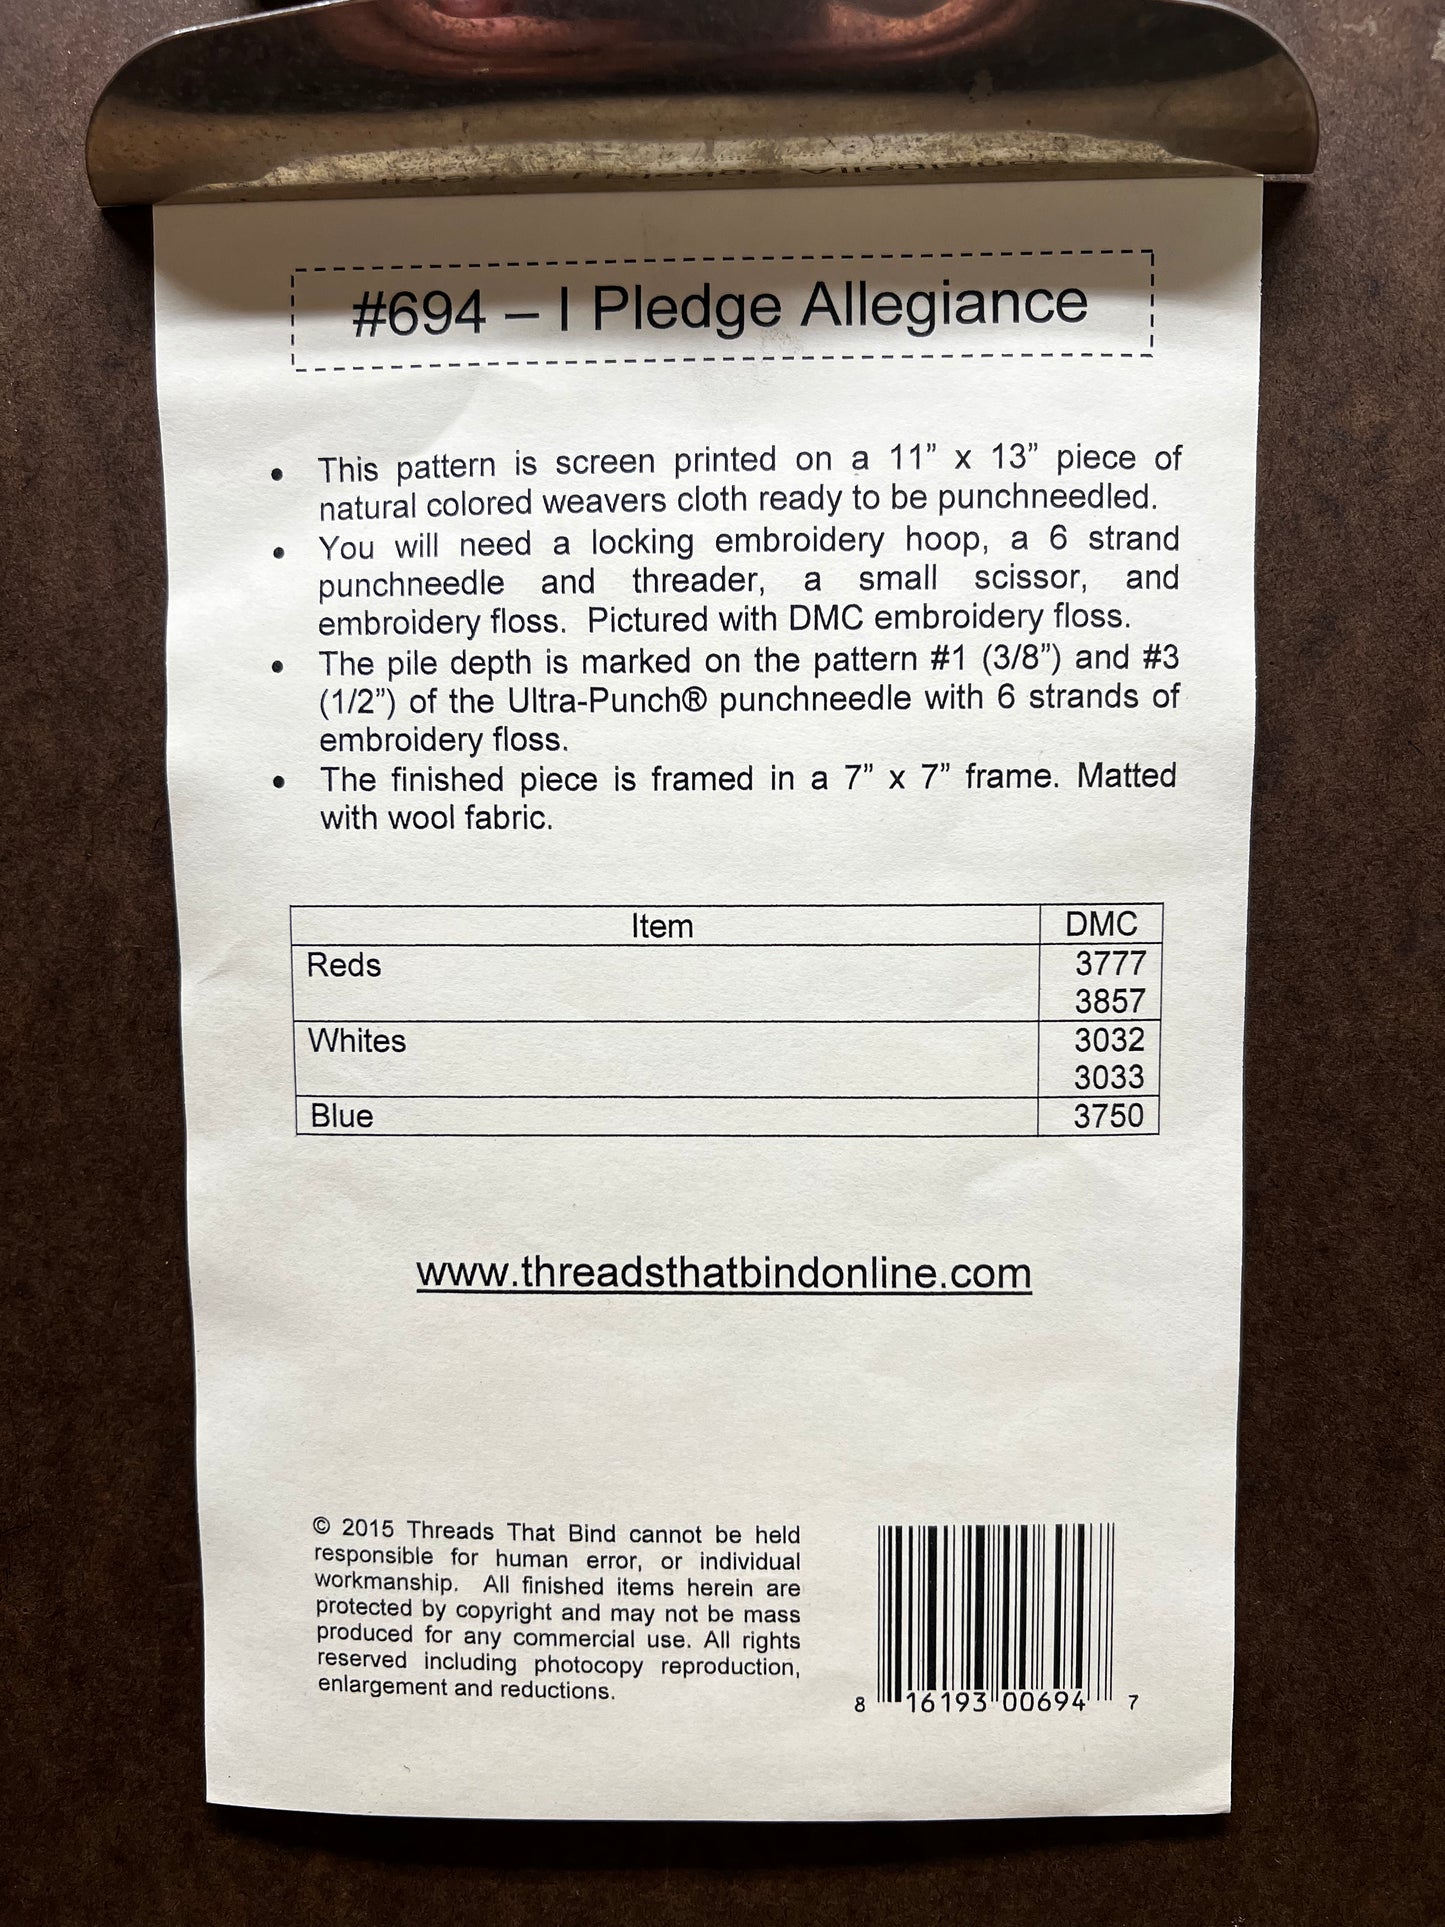 #694 – I Pledge Allegiance
• This pattern is screen printed on a 11” x 13” piece of
natural colored weavers cloth ready to be punchneedled.
• You will need a locking embroidery hoop, a 6 strand
punchneedle and threader, a small scissor, and
embroidery floss. Pictured with DMC embroidery floss.
• The pile depth is marked on the pattern #1 (3/8”) and #3
(1/2”) of the Ultra-Punch® punchneedle with 6 strands of
embroidery floss.
• The finished piece is framed in a 7” x 7” frame. Matted
with wool fabric.
Item DMC
Reds 3777
3857
Whites 3032
3033
Blue 3750
www.threadsthatbindonline.com
© 2015 Threads That Bind cannot be held
responsible for human error, or individual
workmanship. All finished items herein are
protected by copyright and may not be mass
produced for any commercial use. All rights
reserved including photocopy reproduction,
enlargement and reductions.
8 16193 00694 7